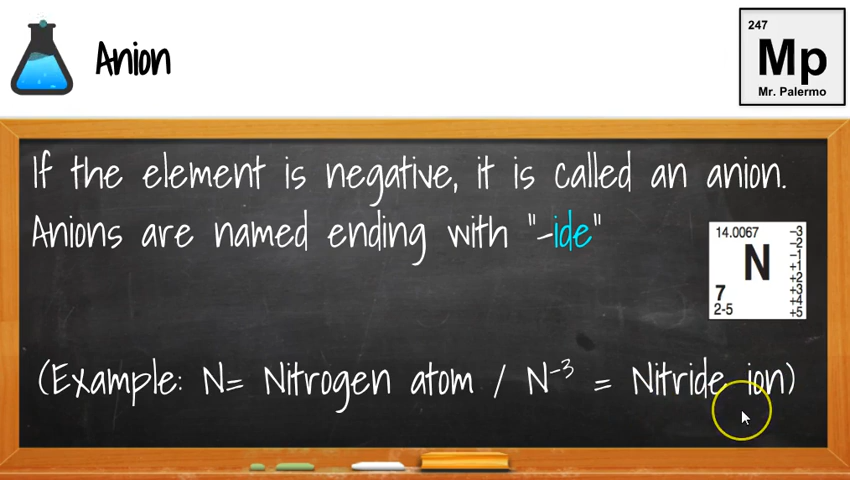 Anion
247
Mp
Mr. Palermo
If the element is negative, it is called an anion.
Anions are named ending with "-ide"
14.0067
N
7
2-5
-3
-2
-1
+1
+2
+3
+4
+5
(Example: N= Nitrogen atom / N⁻³ = Nitride ion)